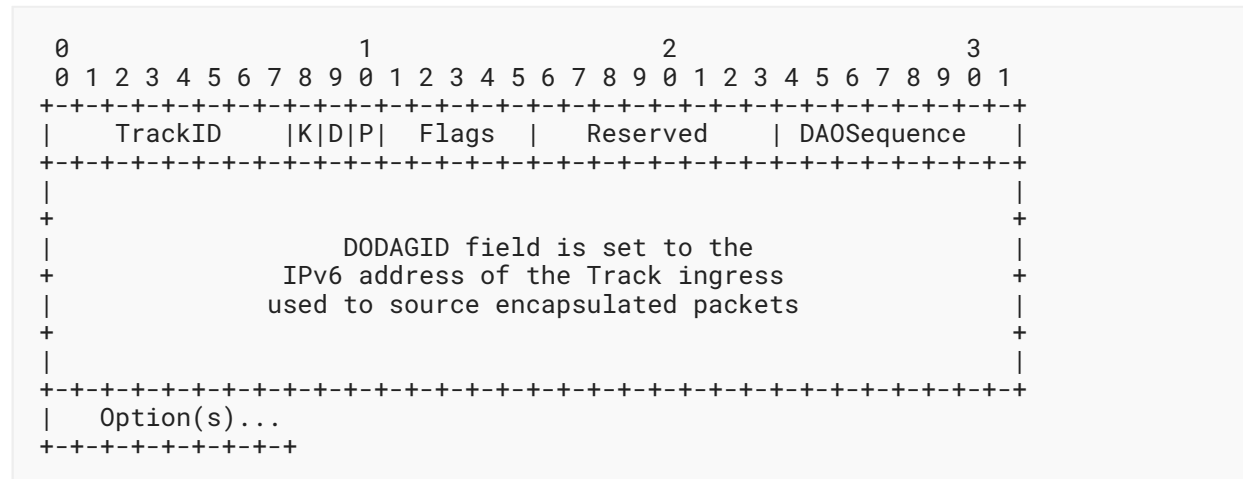 0                   1                   2                   3
 0 1 2 3 4 5 6 7 8 9 0 1 2 3 4 5 6 7 8 9 0 1 2 3 4 5 6 7 8 9 0 1
+-+-+-+-+-+-+-+-+-+-+-+-+-+-+-+-+-+-+-+-+-+-+-+-+-+-+-+-+-+-+-+-+
|    TrackID    |K|D|P|  Flags  |   Reserved    | DAOSequence   |
+-+-+-+-+-+-+-+-+-+-+-+-+-+-+-+-+-+-+-+-+-+-+-+-+-+-+-+-+-+-+-+-+
|                                                               |
+                                                               +
|                   DODAGID field is set to the                 |
+               IPv6 address of the Track ingress               +
|              used to source encapsulated packets              |
+                                                               +
|                                                               |
+-+-+-+-+-+-+-+-+-+-+-+-+-+-+-+-+-+-+-+-+-+-+-+-+-+-+-+-+-+-+-+-+
|   Option(s)...
+-+-+-+-+-+-+-+-+